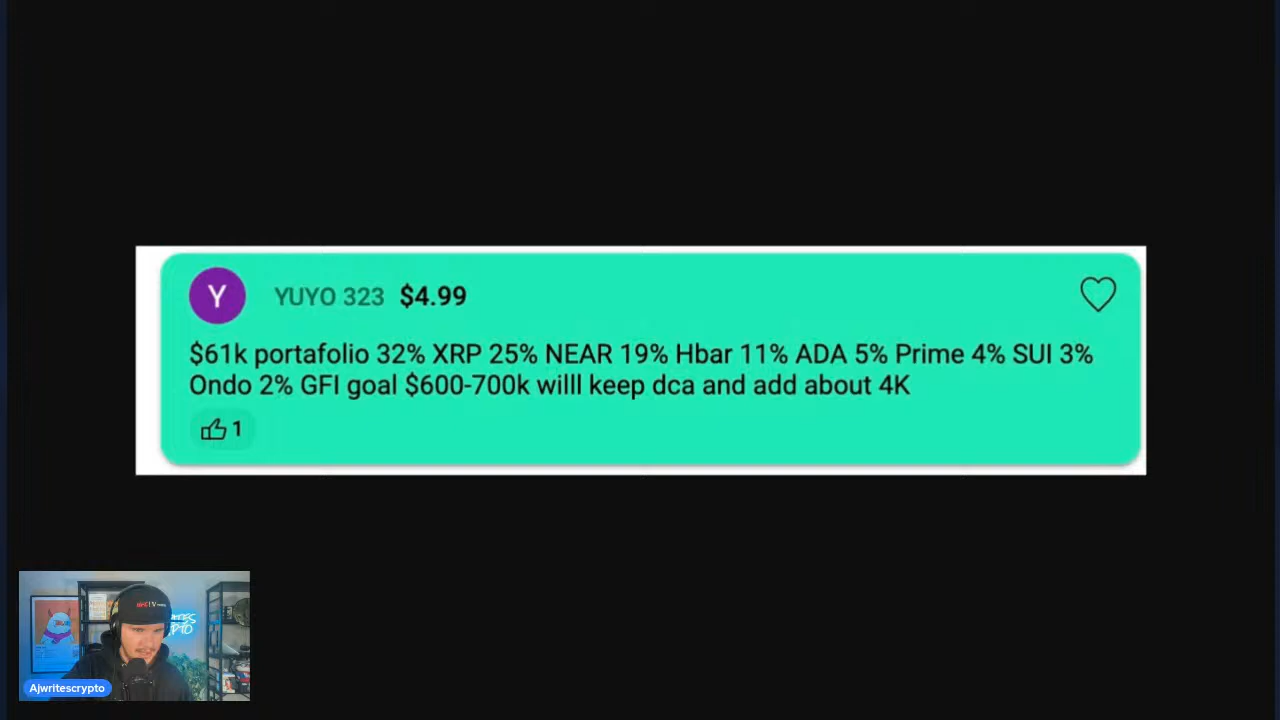 Y
YUYO 323 $4.99
$61k portafolio 32% XRP 25% NEAR 19% Hbar 11% ADA 5% Prime 4% SUI 3%
Ondo 2% GFI goal $600-700k willl keep dca and add about 4K
1
Ajwritescrypto